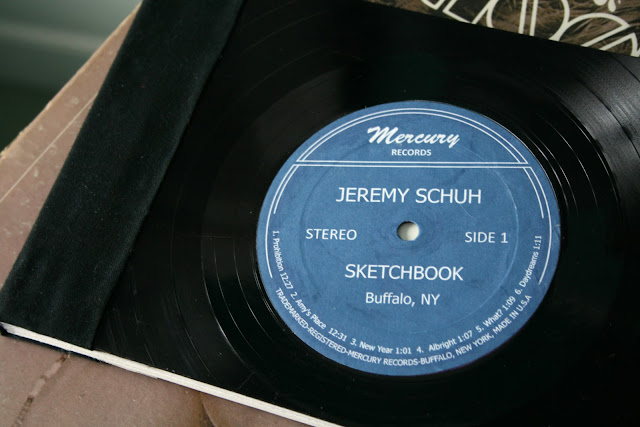 Mercury
RECORDS
JEREMY SCHUH
STEREO
SIDE 1
SKETCHBOOK
Buffalo, NY
1. Prohibition 12:27 2. Amy's Place 12:31 3. New Year 1:01 4. Albright 1:07 5. What? 1:09 6. Daydreams 1:11
TRADEMARKED-REGISTERED-MERCURY RECORDS-BUFFALO, NEW YORK, MADE IN U.S.A